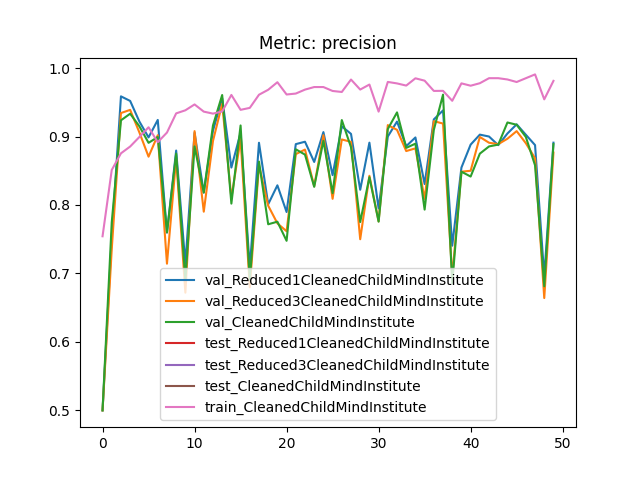 Metric: precision
1.0
0.9
0.8
0.7
0.6
0.5
val_Reduced1CleanedChildMindInstitute
val_Reduced3CleanedChildMindInstitute
val_CleanedChildMindInstitute
test_Reduced1CleanedChildMindInstitute
test_Reduced3CleanedChildMindInstitute
test_CleanedChildMindInstitute
train_CleanedChildMindInstitute
0 10 20 30 40 50